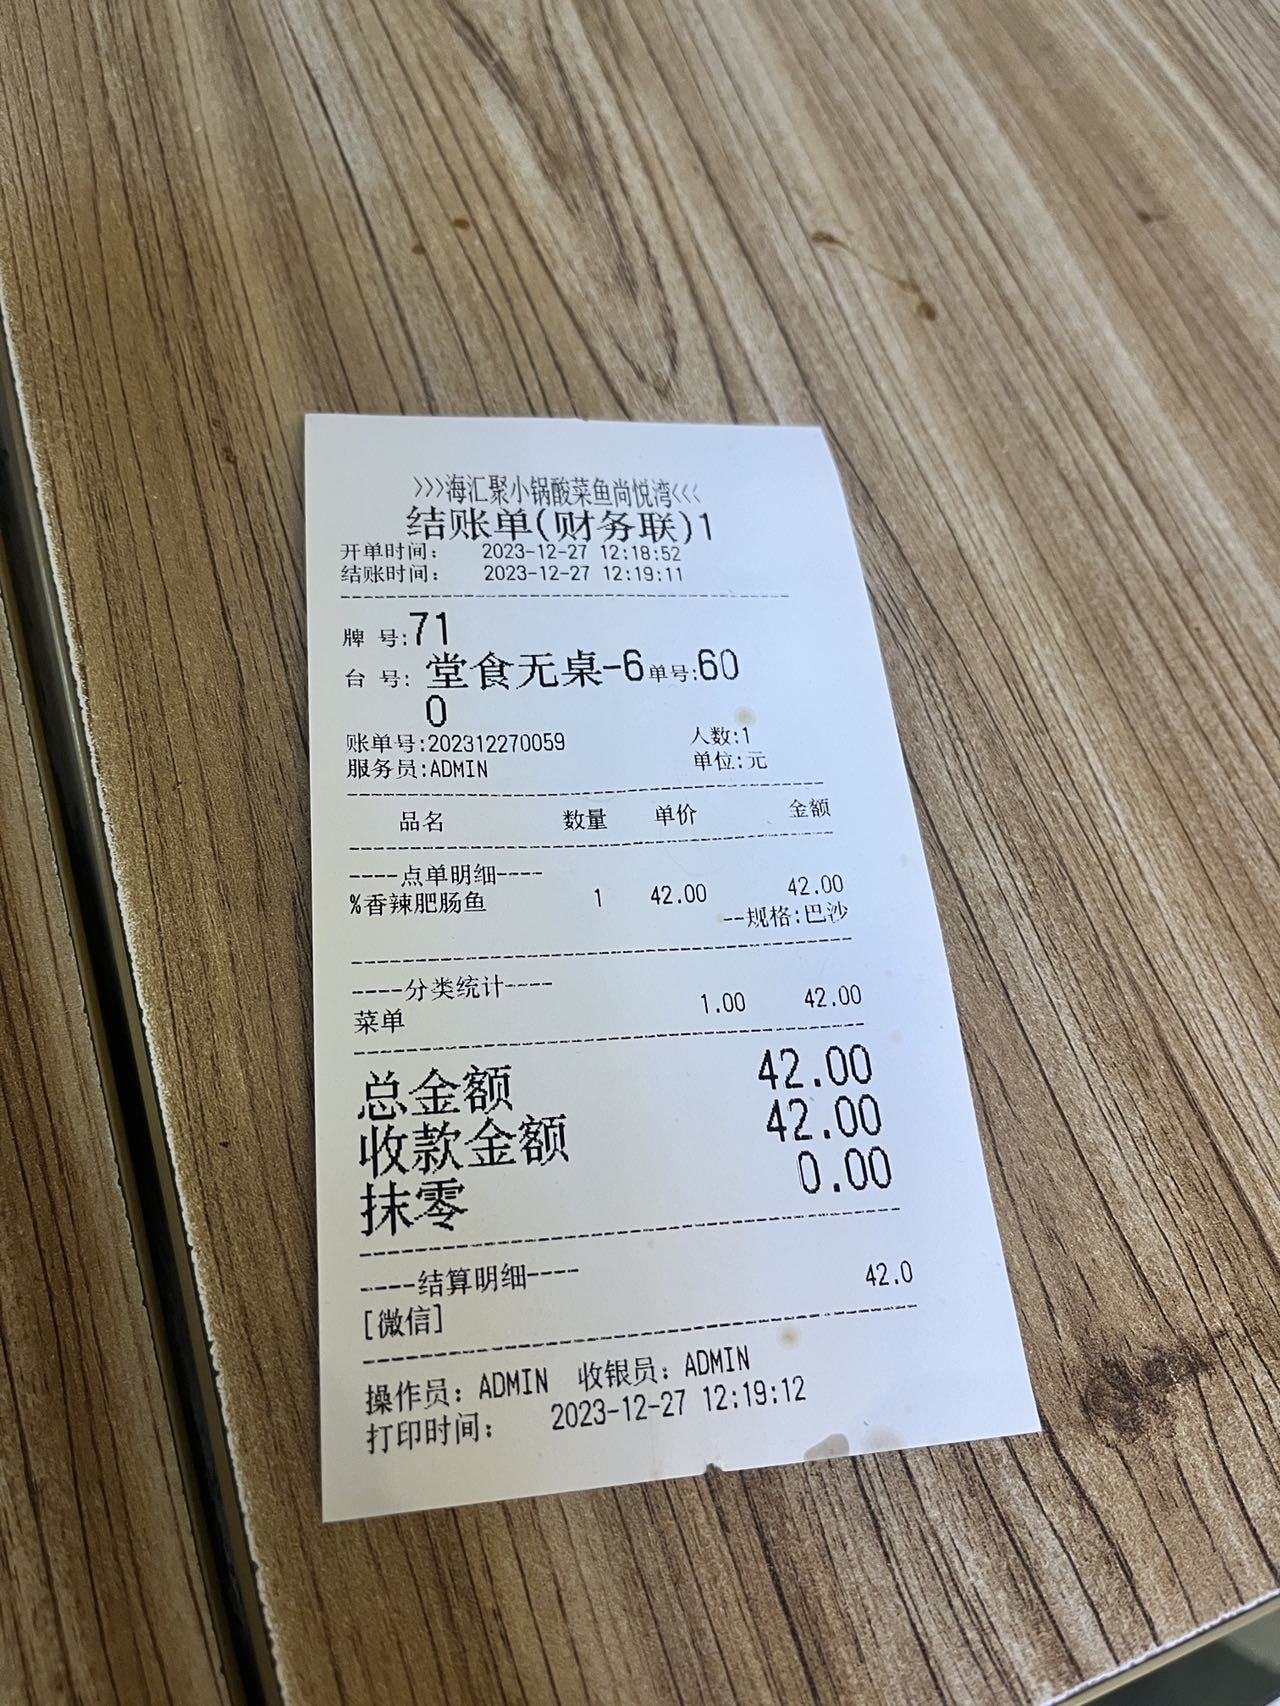 >>>海汇聚小锅酸菜鱼尚悦湾<<<
结账单(财务联)1
开单时间: 2023-12-27 12:18:52
结账时间: 2023-12-27 12:19:11
牌 号:71
台 号: 堂食无桌-6 单号:60
0
账单号:202312270059 人数:1
服务员:ADMIN 单位:元
品名 数量 单价 金额
----点单明细----
%香辣肥肠鱼 1 42.00 42.00
--规格:巴沙
----分类统计----
菜单 1.00 42.00
总金额 42.00
收款金额 42.00
抹零 0.00
----结算明细----
[微信] 42.0
操作员: ADMIN 收银员: ADMIN
打印时间: 2023-12-27 12:19:12